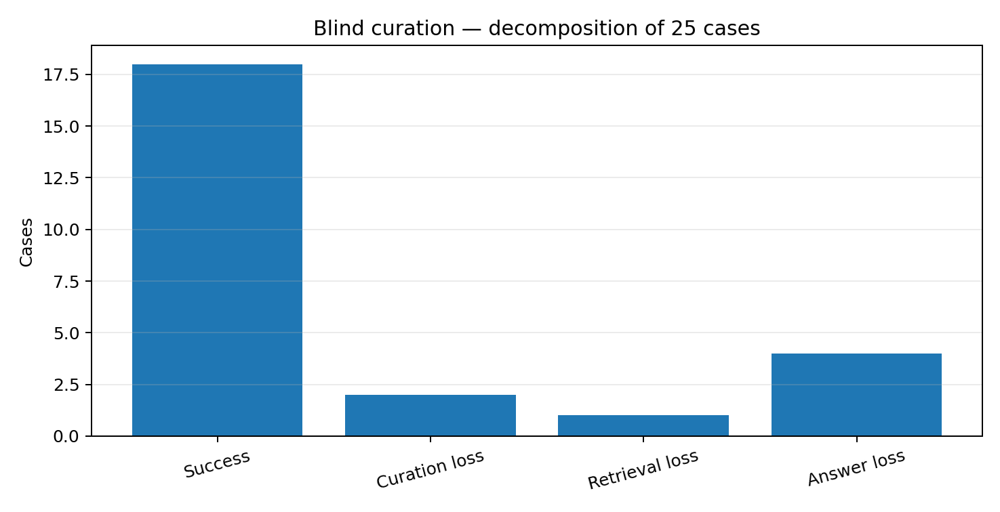 Blind curation — decomposition of 25 cases
Cases
17.5
15.0
12.5
10.0
7.5
5.0
2.5
0.0
Success
Curation loss
Retrieval loss
Answer loss